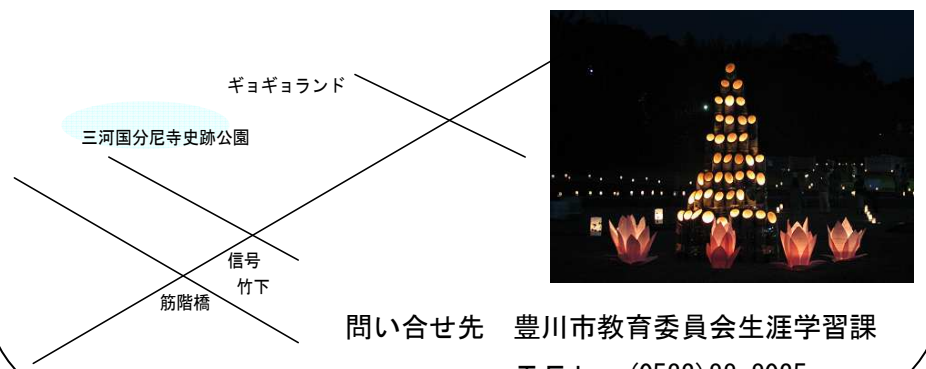 ギョギョランド
三河国分尼寺史跡公園
信号
竹下
筋階橋
問い合せ先　豊川市教育委員会生涯学習課